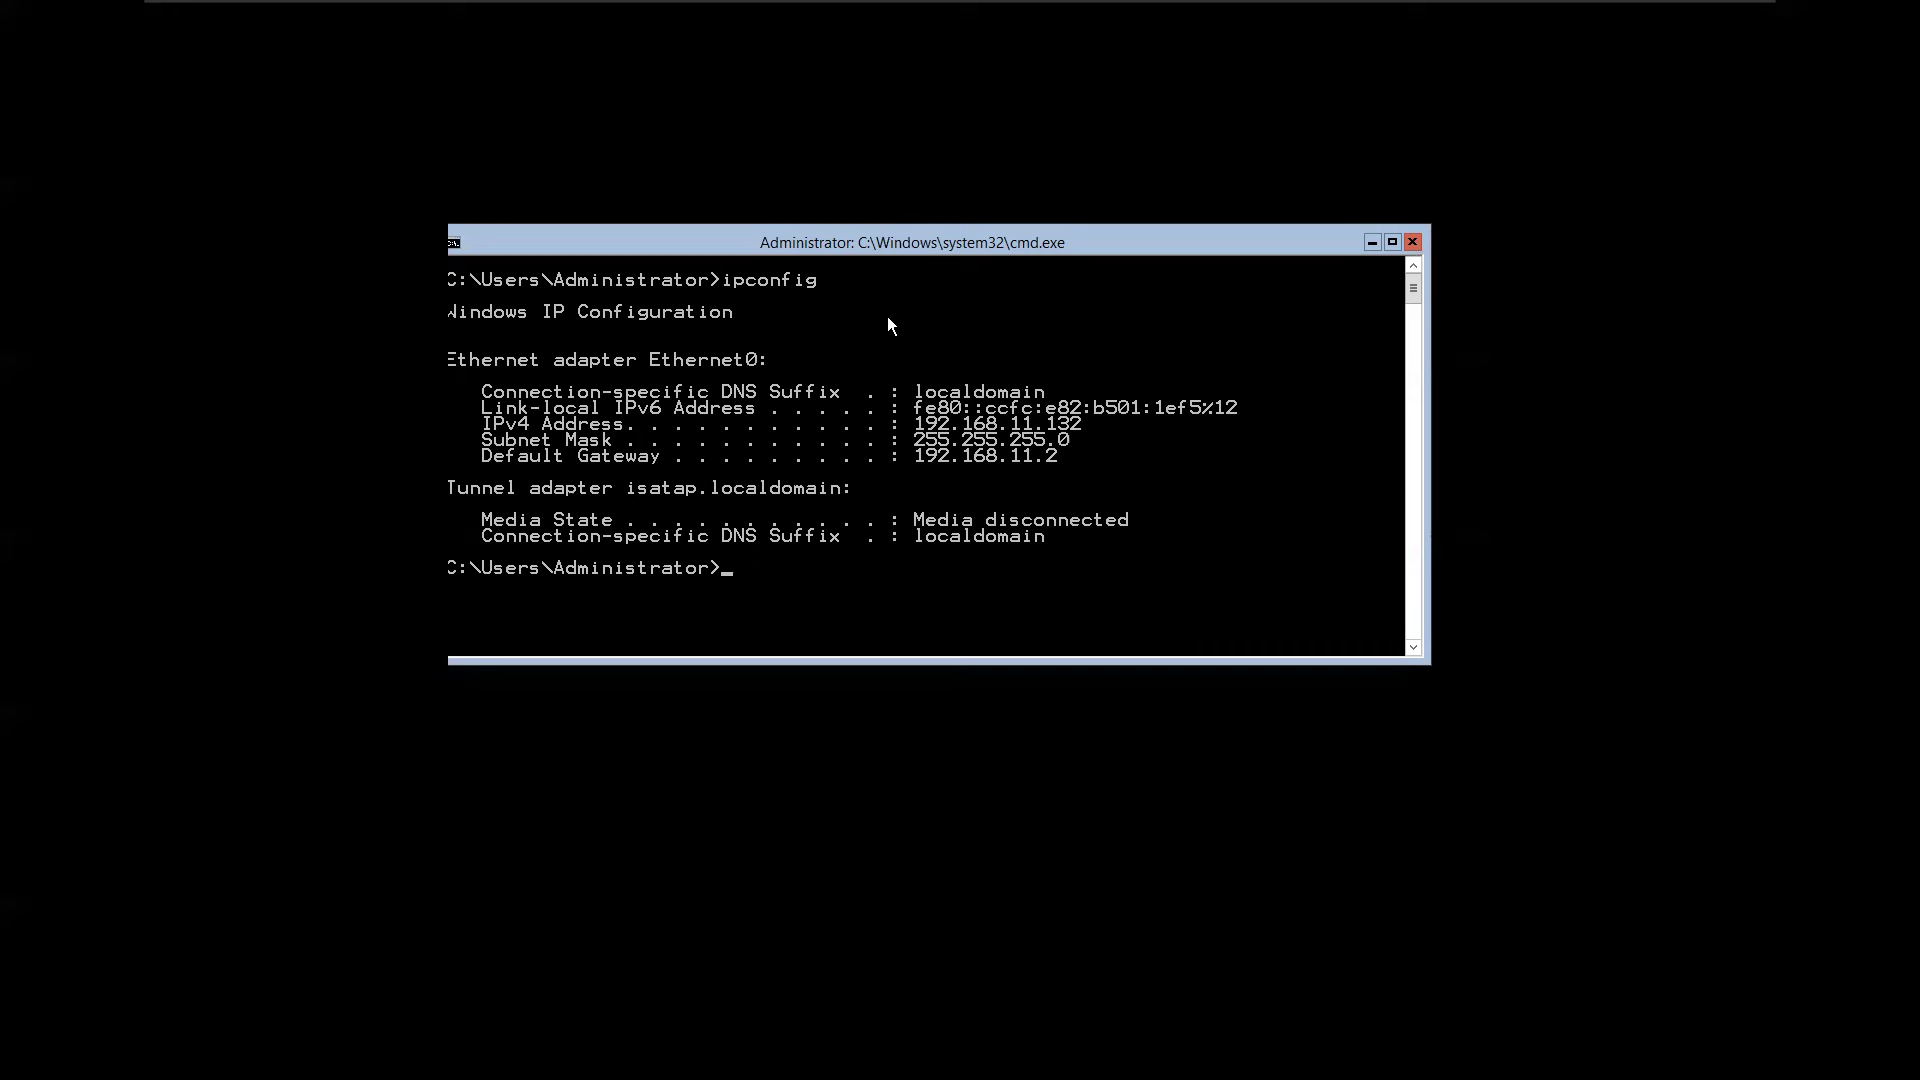 Administrator: C:\Windows\system32\cmd.exe
C:\Users\Administrator>ipconfig
Windows IP Configuration
Ethernet adapter Ethernet0:
Connection-specific DNS Suffix  . : localdomain
Link-local IPv6 Address . . . . . : fe80::ccfc:e82:b501:1ef5%12
IPv4 Address. . . . . . . . . . . : 192.168.11.132
Subnet Mask . . . . . . . . . . . : 255.255.255.0
Default Gateway . . . . . . . . . : 192.168.11.2
Tunnel adapter isatap.localdomain:
Media State . . . . . . . . . . . : Media disconnected
Connection-specific DNS Suffix  . : localdomain
C:\Users\Administrator>_